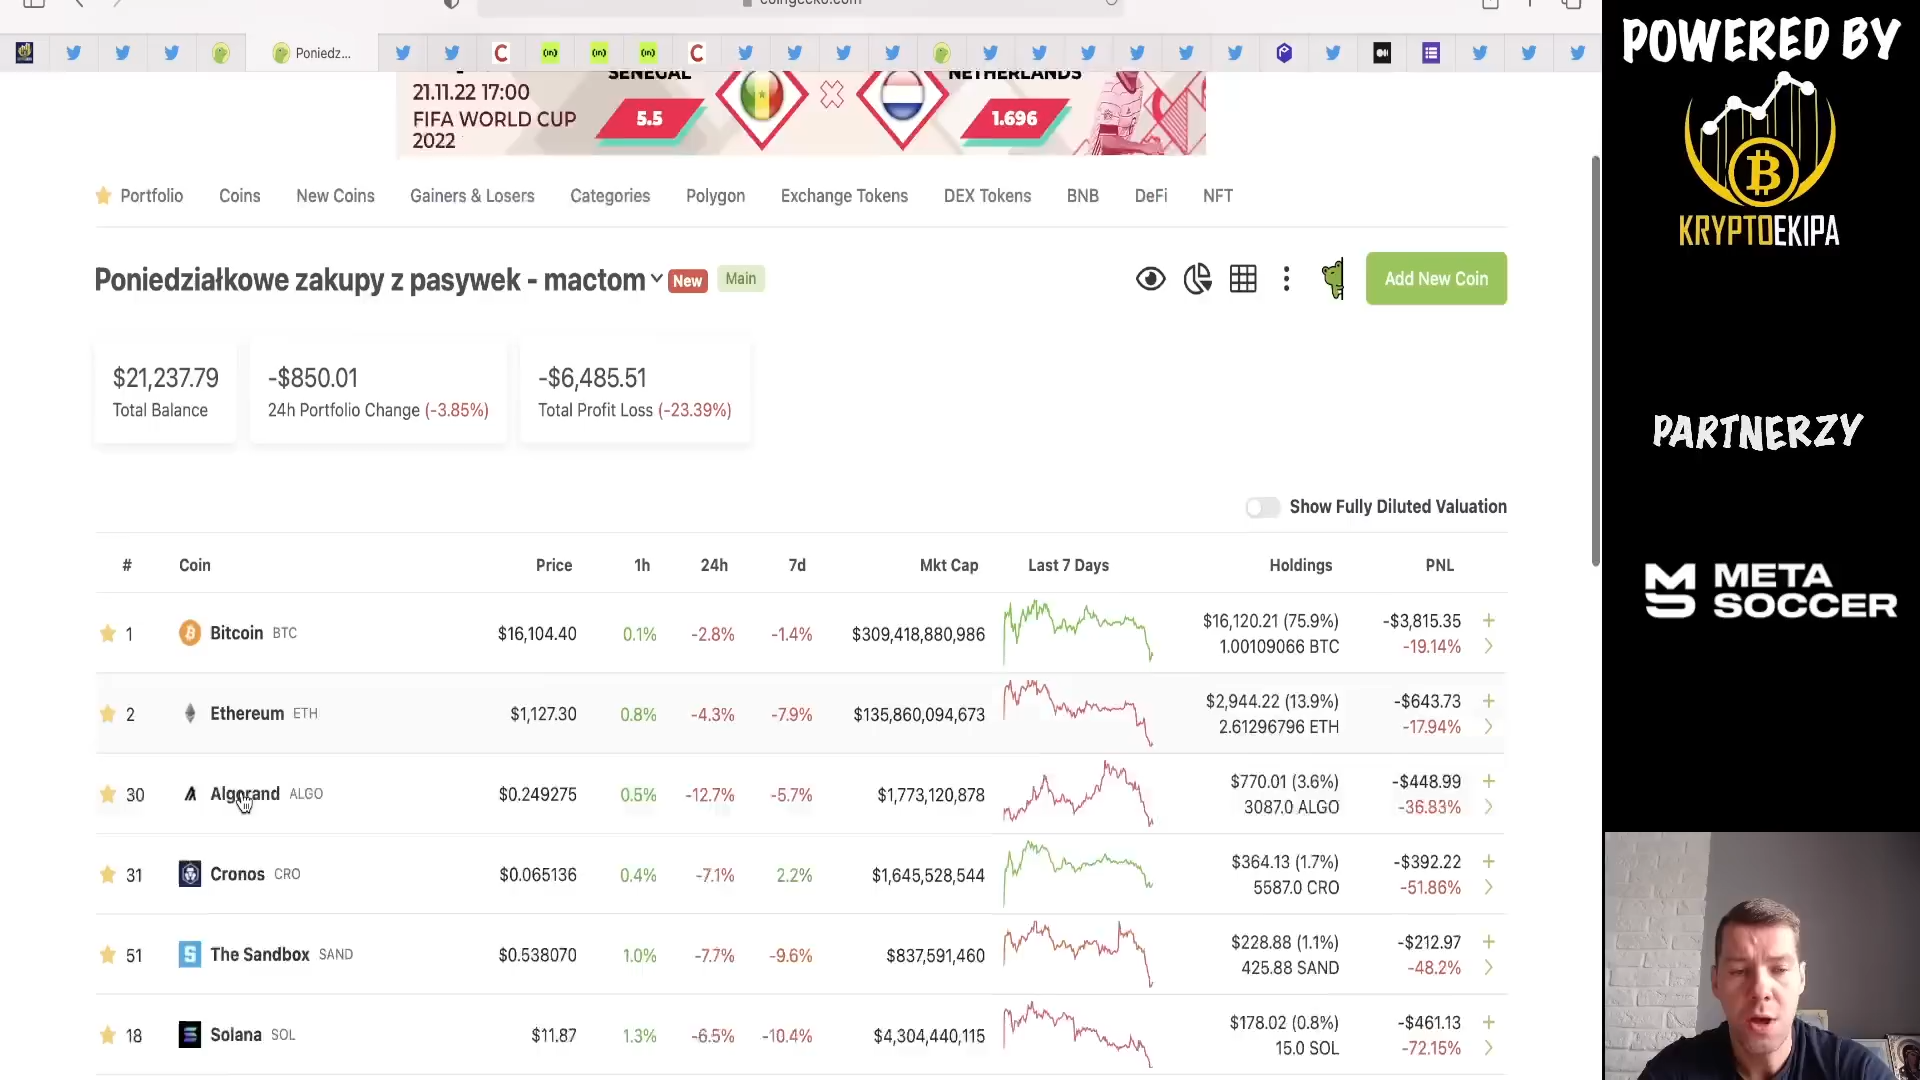 coingecko.com
Poniedz...
SENEGAL
NETHERLANDS
21.11.22 17:00
FIFA WORLD CUP
2022
5.5
1.696
Portfolio Coins New Coins Gainers & Losers Categories Polygon Exchange Tokens DEX Tokens BNB DeFi NFT
Poniedziałkowe zakupy z pasywek - mactom New Main
Add New Coin
$21,237.79
Total Balance
-$850.01
24h Portfolio Change (-3.85%)
-$6,485.51
Total Profit Loss (-23.39%)
Show Fully Diluted Valuation
# Coin Price 1h 24h 7d Mkt Cap Last 7 Days Holdings PNL
1 Bitcoin BTC $16,104.40 0.1% -2.8% -1.4% $309,418,880,986 $16,120.21 (75.9%) -$3,815.35 +
1.00109066 BTC -19.14%
2 Ethereum ETH $1,127.30 0.8% -4.3% -7.9% $135,860,094,673 $2,944.22 (13.9%) -$643.73 +
2.61296796 ETH -17.94%
30 Algorand ALGO $0.249275 0.5% -12.7% -5.7% $1,773,120,878 $770.01 (3.6%) -$448.99 +
3087.0 ALGO -36.83%
31 Cronos CRO $0.065136 0.4% -7.1% 2.2% $1,645,528,544 $364.13 (1.7%) -$392.22 +
5587.0 CRO -51.86%
51 The Sandbox SAND $0.538070 1.0% -7.7% -9.6% $837,591,460 $228.88 (1.1%) -$212.97 +
425.88 SAND -48.2%
18 Solana SOL $11.87 1.3% -6.5% -10.4% $4,304,440,115 $178.02 (0.8%) -$461.13 +
15.0 SOL -72.15%
POWERED BY
KRYPTOEKIPA
PARTNERZY
META
SOCCER